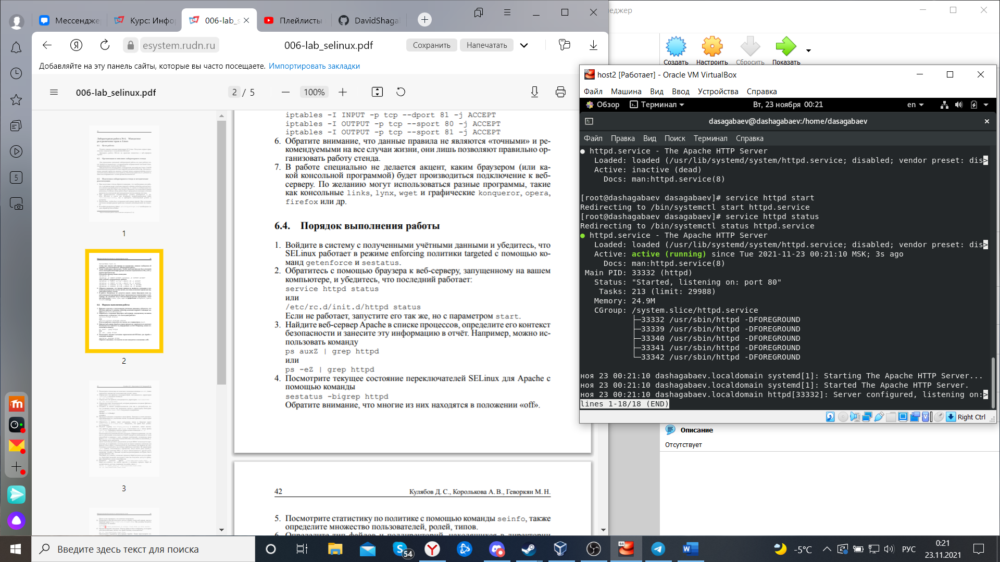 Мессендже
Курс: Инфо
006-lab_s
Плейлисты
DavidShaga
еджер
esystem.rudn.ru
006-lab_selinux.pdf
Сохранить
Напечатать
Добавляйте на эту панель сайты, которые вы часто посещаете. Импортировать закладки
006-lab_selinux.pdf
2 / 5
100%
1
2
3
iptables -I INPUT -p tcp --dport 81 -j ACCEPT
iptables -I OUTPUT -p tcp --sport 80 -j ACCEPT
iptables -I OUTPUT -p tcp --sport 81 -j ACCEPT
6. Обратите внимание, что данные правила не являются «точными» и ре-
комендуемыми на все случаи жизни, они лишь позволяют правильно ор-
ганизовать работу стенда.
7. В работе специально не делается акцент, каким браузером (или ка-
кой консольной программой) будет производиться подключение к веб-
серверу. По желанию могут использоваться разные программы, такие
как консольные links, lynx, wget и графические konqueror, opera,
firefox или др.
6.4. Порядок выполнения работы
1. Войдите в систему с полученными учётными данными и убедитесь, что
SELinux работает в режиме enforcing политики targeted с помощью ко-
манд getenforce и sestatus.
2. Обратитесь с помощью браузера к веб-серверу, запущенному на вашем
компьютере, и убедитесь, что последний работает:
service httpd status
или
/etc/rc.d/init.d/httpd status
Если не работает, запустите его так же, но с параметром start.
3. Найдите веб-сервер Apache в списке процессов, определите его контекст
безопасности и занесите эту информацию в отчёт. Например, можно ис-
пользовать команду
ps auxZ | grep httpd
или
ps -eZ | grep httpd
4. Посмотрите текущее состояние переключателей SELinux для Apache с
помощью команды
sestatus -bigrep httpd
Обратите внимание, что многие из них находятся в положении «off».
42
Кулябов Д. С., Королькова А. В., Геворкян М. Н.
5. Посмотрите статистику по политике с помощью команды seinfo, также
определите множество пользователей, ролей, типов.
6. Определите тип файлов и поддиректорий, находящихся в директории
Создать
Настроить
Сбросить
Показать
host2 [Работает] - Oracle VM VirtualBox
Файл Машина Вид Ввод Устройства Справка
Обзор Терминал Вт, 23 ноября 00:21 en
dasagabaev@dashagabaev:/home/dasagabaev
Файл Правка Вид Поиск Терминал Справка
● httpd.service - The Apache HTTP Server
Loaded: loaded (/usr/lib/systemd/system/httpd.service; disabled; vendor preset: dis>
Active: inactive (dead)
Docs: man:httpd.service(8)
[root@dashagabaev dasagabaev]# service httpd start
Redirecting to /bin/systemctl start httpd.service
[root@dashagabaev dasagabaev]# service httpd status
Redirecting to /bin/systemctl status httpd.service
● httpd.service - The Apache HTTP Server
Loaded: loaded (/usr/lib/systemd/system/httpd.service; disabled; vendor preset: dis>
Active: active (running) since Tue 2021-11-23 00:21:10 MSK; 3s ago
Docs: man:httpd.service(8)
Main PID: 33332 (httpd)
Status: "Started, listening on: port 80"
Tasks: 213 (limit: 29988)
Memory: 24.9M
CGroup: /system.slice/httpd.service
├─33332 /usr/sbin/httpd -DFOREGROUND
├─33339 /usr/sbin/httpd -DFOREGROUND
├─33340 /usr/sbin/httpd -DFOREGROUND
├─33341 /usr/sbin/httpd -DFOREGROUND
└─33342 /usr/sbin/httpd -DFOREGROUND
ноя 23 00:21:10 dashagabaev.localdomain systemd[1]: Starting The Apache HTTP Server...
ноя 23 00:21:10 dashagabaev.localdomain systemd[1]: Started The Apache HTTP Server.
ноя 23 00:21:10 dashagabaev.localdomain httpd[33332]: Server configured, listening on:>
lines 1-18/18 (END)
Right Ctrl
Описание
Отсутствует
5
Введите здесь текст для поиска
54
-5°C
РУС
0:21
23.11.2021